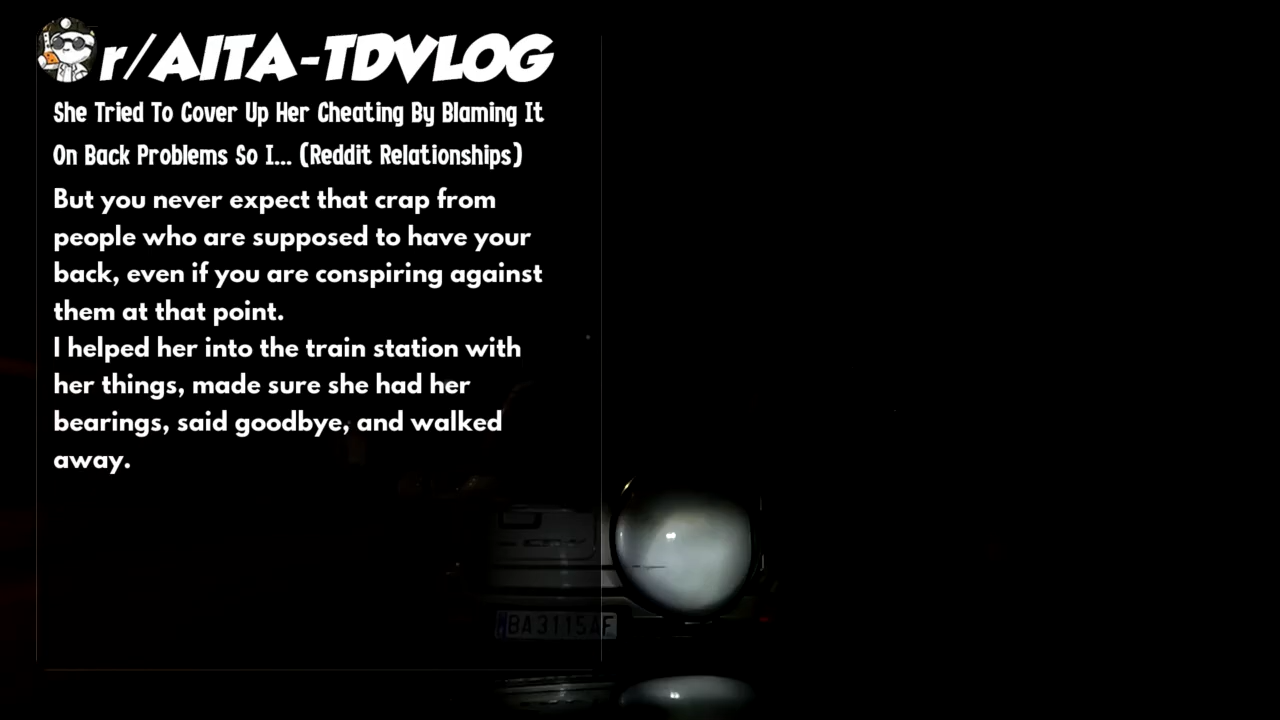 r/AITA-TDVLOG
She Tried To Cover Up Her Cheating By Blaming It
On Back Problems So I... (Reddit Relationships)
But you never expect that crap from
people who are supposed to have your
back, even if you are conspiring against
them at that point.
I helped her into the train station with
her things, made sure she had her
bearings, said goodbye, and walked
away.
CR-V
BA3115AF